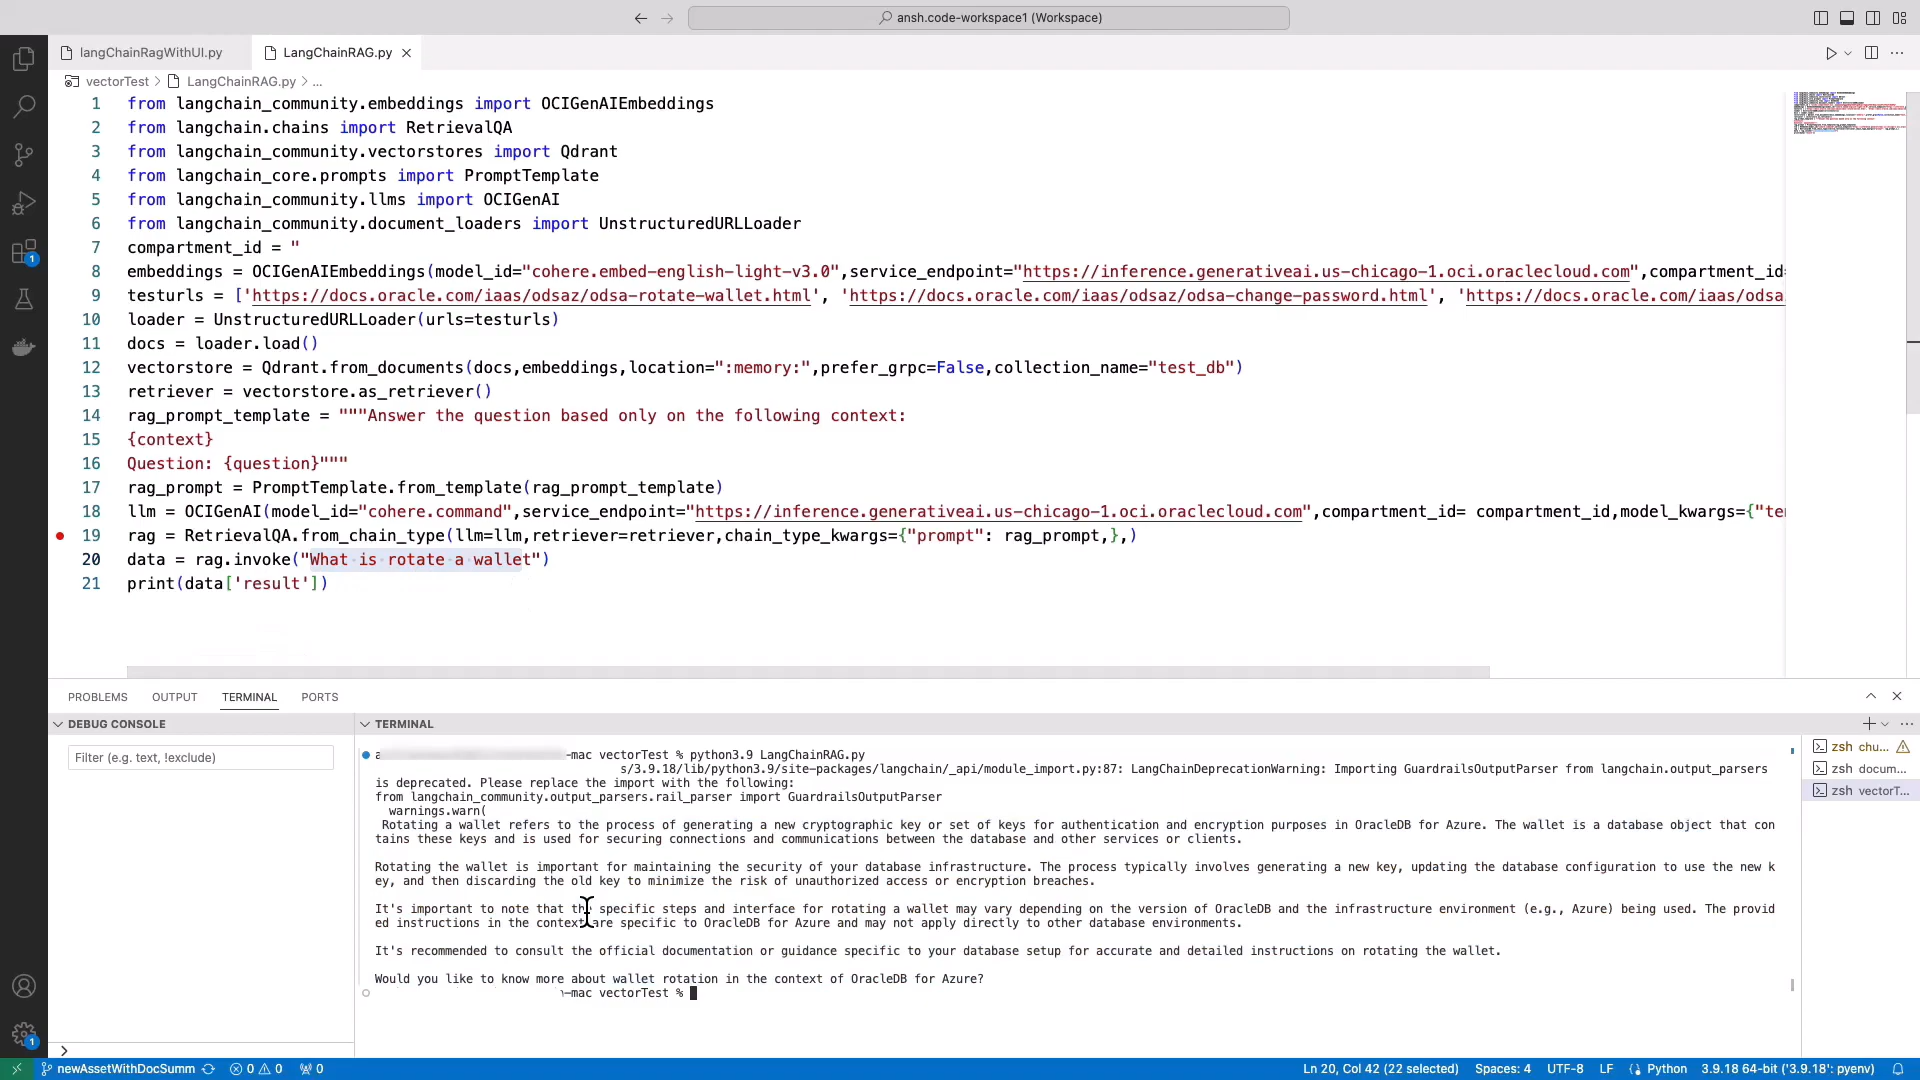 ansh.code-workspace1 (Workspace)
langChainRagWithUI.py
LangChainRAG.py
vectorTest > LangChainRAG.py > ...
1 from langchain_community.embeddings import OCIGenAIEmbeddings
2 from langchain.chains import RetrievalQA
3 from langchain_community.vectorstores import Qdrant
4 from langchain_core.prompts import PromptTemplate
5 from langchain_community.llms import OCIGenAI
6 from langchain_community.document_loaders import UnstructuredURLLoader
7 compartment_id = "
8 embeddings = OCIGenAIEmbeddings(model_id="cohere.embed-english-light-v3.0",service_endpoint="https://inference.generativeai.us-chicago-1.oci.oraclecloud.com",compartment_id=
9 testurls = ['https://docs.oracle.com/iaas/odsaz/odsa-rotate-wallet.html', 'https://docs.oracle.com/iaas/odsaz/odsa-change-password.html', 'https://docs.oracle.com/iaas/odsa
10 loader = UnstructuredURLLoader(urls=testurls)
11 docs = loader.load()
12 vectorstore = Qdrant.from_documents(docs,embeddings,location=":memory:",prefer_grpc=False,collection_name="test_db")
13 retriever = vectorstore.as_retriever()
14 rag_prompt_template = """Answer the question based only on the following context:
15 {context}
16 Question: {question}"""
17 rag_prompt = PromptTemplate.from_template(rag_prompt_template)
18 llm = OCIGenAI(model_id="cohere.command",service_endpoint="https://inference.generativeai.us-chicago-1.oci.oraclecloud.com",compartment_id= compartment_id,model_kwargs={"te
19 rag = RetrievalQA.from_chain_type(llm=llm,retriever=retriever,chain_type_kwargs={"prompt": rag_prompt,},)
20 data = rag.invoke("What is rotate a wallet")
21 print(data['result'])
PROBLEMS OUTPUT TERMINAL PORTS
DEBUG CONSOLE
TERMINAL
Filter (e.g. text, !exclude)
a -mac vectorTest % python3.9 LangChainRAG.py
s/3.9.18/lib/python3.9/site-packages/langchain/_api/module_import.py:87: LangChainDeprecationWarning: Importing GuardrailsOutputParser from langchain.output_parsers
is deprecated. Please replace the import with the following:
from langchain_community.output_parsers.rail_parser import GuardrailsOutputParser
warnings.warn(
Rotating a wallet refers to the process of generating a new cryptographic key or set of keys for authentication and encryption purposes in OracleDB for Azure. The wallet is a database object that con
tains these keys and is used for securing connections and communications between the database and other services or clients.
Rotating the wallet is important for maintaining the security of your database infrastructure. The process typically involves generating a new key, updating the database configuration to use the new k
ey, and then discarding the old key to minimize the risk of unauthorized access or encryption breaches.
It's important to note that the specific steps and interface for rotating a wallet may vary depending on the version of OracleDB and the infrastructure environment (e.g., Azure) being used. The provid
ed instructions in the context are specific to OracleDB for Azure and may not apply directly to other database environments.
It's recommended to consult the official documentation or guidance specific to your database setup for accurate and detailed instructions on rotating the wallet.
Would you like to know more about wallet rotation in the context of OracleDB for Azure?
-mac vectorTest %
zsh chu...
zsh docum...
zsh vectorT...
1
1
newAssetWithDocSumm 0 0 0
Ln 20, Col 42 (22 selected) Spaces: 4 UTF-8 LF Python 3.9.18 64-bit ('3.9.18': pyenv)